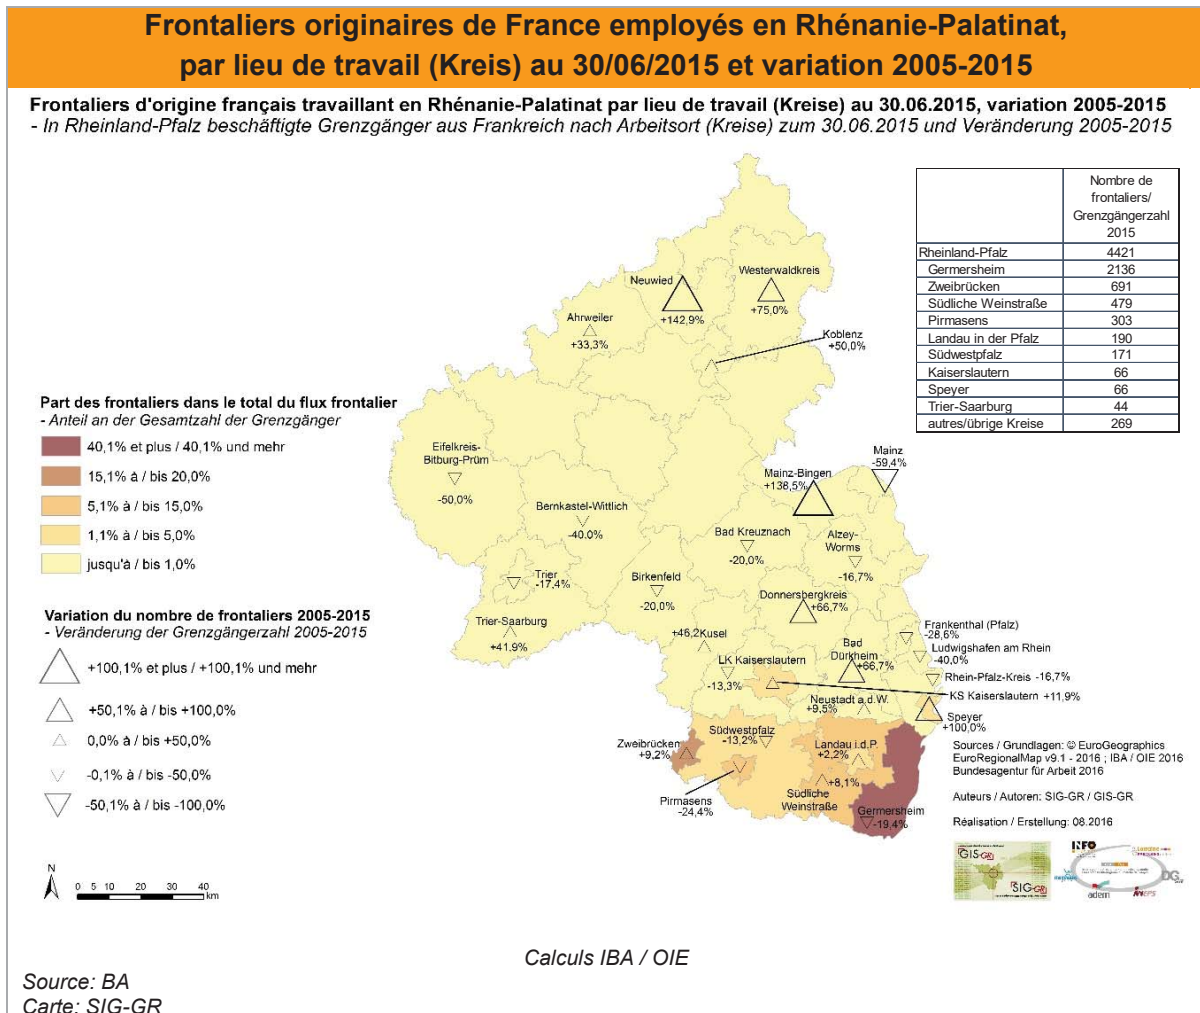 Frontaliers originaires de France employés en Rhénanie-Palatinat,
par lieu de travail (Kreis) au 30/06/2015 et variation 2005-2015
Frontaliers d'origine français travaillant en Rhénanie-Palatinat par lieu de travail (Kreise) au 30.06.2015, variation 2005-2015
- In Rheinland-Pfalz beschäftigte Grenzgänger aus Frankreich nach Arbeitsort (Kreise) zum 30.06.2015 und Veränderung 2005-2015
Nombre de
frontaliers/
Grenzgängerzahl
2015
Rheinland-Pfalz 4421
Germersheim 2136
Zweibrücken 691
Südliche Weinstraße 479
Pirmasens 303
Landau in der Pfalz 190
Südwestpfalz 171
Kaiserslautern 66
Speyer 66
Trier-Saarburg 44
autres/übrige Kreise 269
Neuwied
+142,9%
Westerwaldkreis
+75,0%
Ahrweiler
+33,3%
Koblenz
+50,0%
Part des frontaliers dans le total du flux frontalier
- Anteil an der Gesamtzahl der Grenzgänger
40,1% et plus / 40,1% und mehr
15,1% à / bis 20,0%
5,1% à / bis 15,0%
1,1% à / bis 5,0%
jusqu'à / bis 1,0%
Variation du nombre de frontaliers 2005-2015
- Veränderung der Grenzgängerzahl 2005-2015
+100,1% et plus / +100,1% und mehr
+50,1% à / bis +100,0%
0,0% à / bis +50,0%
-0,1% à / bis -50,0%
-50,1% à / bis -100,0%
Eifelkreis-
Bitburg-Prüm
-50,0%
Bernkastel-Wittlich
-40.0%
Mainz
-59,4%
Mainz-Bingen
+138,5%
Bad Kreuznach
-20,0%
Alzey-
Worms
-16,7%
Trier
-17,4%
Birkenfeld
-20,0%
Donnersbergkreis
+66,7%
Trier-Saarburg
+41,9%
+46,2Kusel
Frankenthal (Pfalz)
-28,6%
Ludwigshafen am Rhein
-40,0%
LK Kaiserslautern
-13,3%
Bad
Dürkheim
+66,7%
Rhein-Pfalz-Kreis -16,7%
KS Kaiserslautern +11,9%
Neustadt a.d.W.
+9,5%
Speyer
+100,0%
Zweibrücken
+9,2%
Südwestpfalz
-13,2%
Landau i.d.P.
+2,2%
+8,1%
Südliche
Weinstraße
Pirmasens
-24,4%
Germersheim
-19,4%
Sources / Grundlagen: © EuroGeographics
EuroRegionalMap v9.1 - 2016 ; IBA / OIE 2016
Bundesagentur für Arbeit 2016
Auteurs / Autoren: SIG-GR / GIS-GR
Réalisation / Erstellung: 08.2016
GIS-GR
SIG-GR
INFO
adem
DG
N
0 5 10 20 30 40
km
Calculs IBA / OIE
Source: BA
Carte: SIG-GR